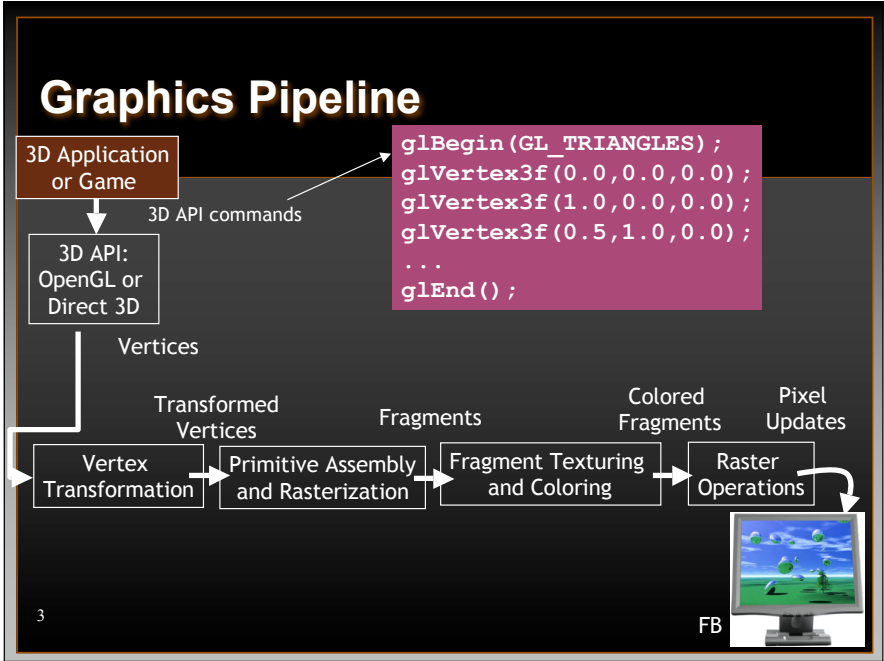 Graphics Pipeline
3D Application
or Game
3D API commands
glBegin(GL_TRIANGLES);
glVertex3f(0.0,0.0,0.0);
glVertex3f(1.0,0.0,0.0);
glVertex3f(0.5,1.0,0.0);
...
glEnd();
3D API:
OpenGL or
Direct 3D
Vertices
Transformed
Vertices
Fragments
Colored
Fragments
Pixel
Updates
Vertex
Transformation
Primitive Assembly
and Rasterization
Fragment Texturing
and Coloring
Raster
Operations
3
FB